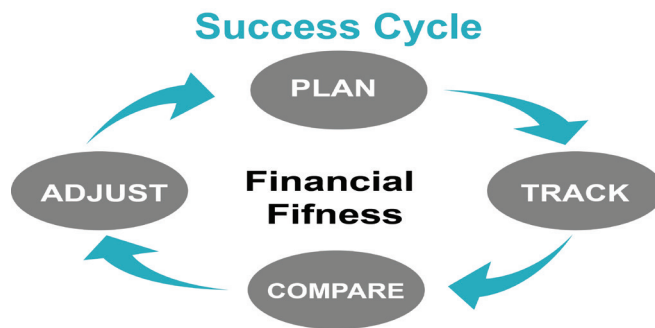 Success Cycle
PLAN
ADJUST
Financial
Fifness
TRACK
COMPARE